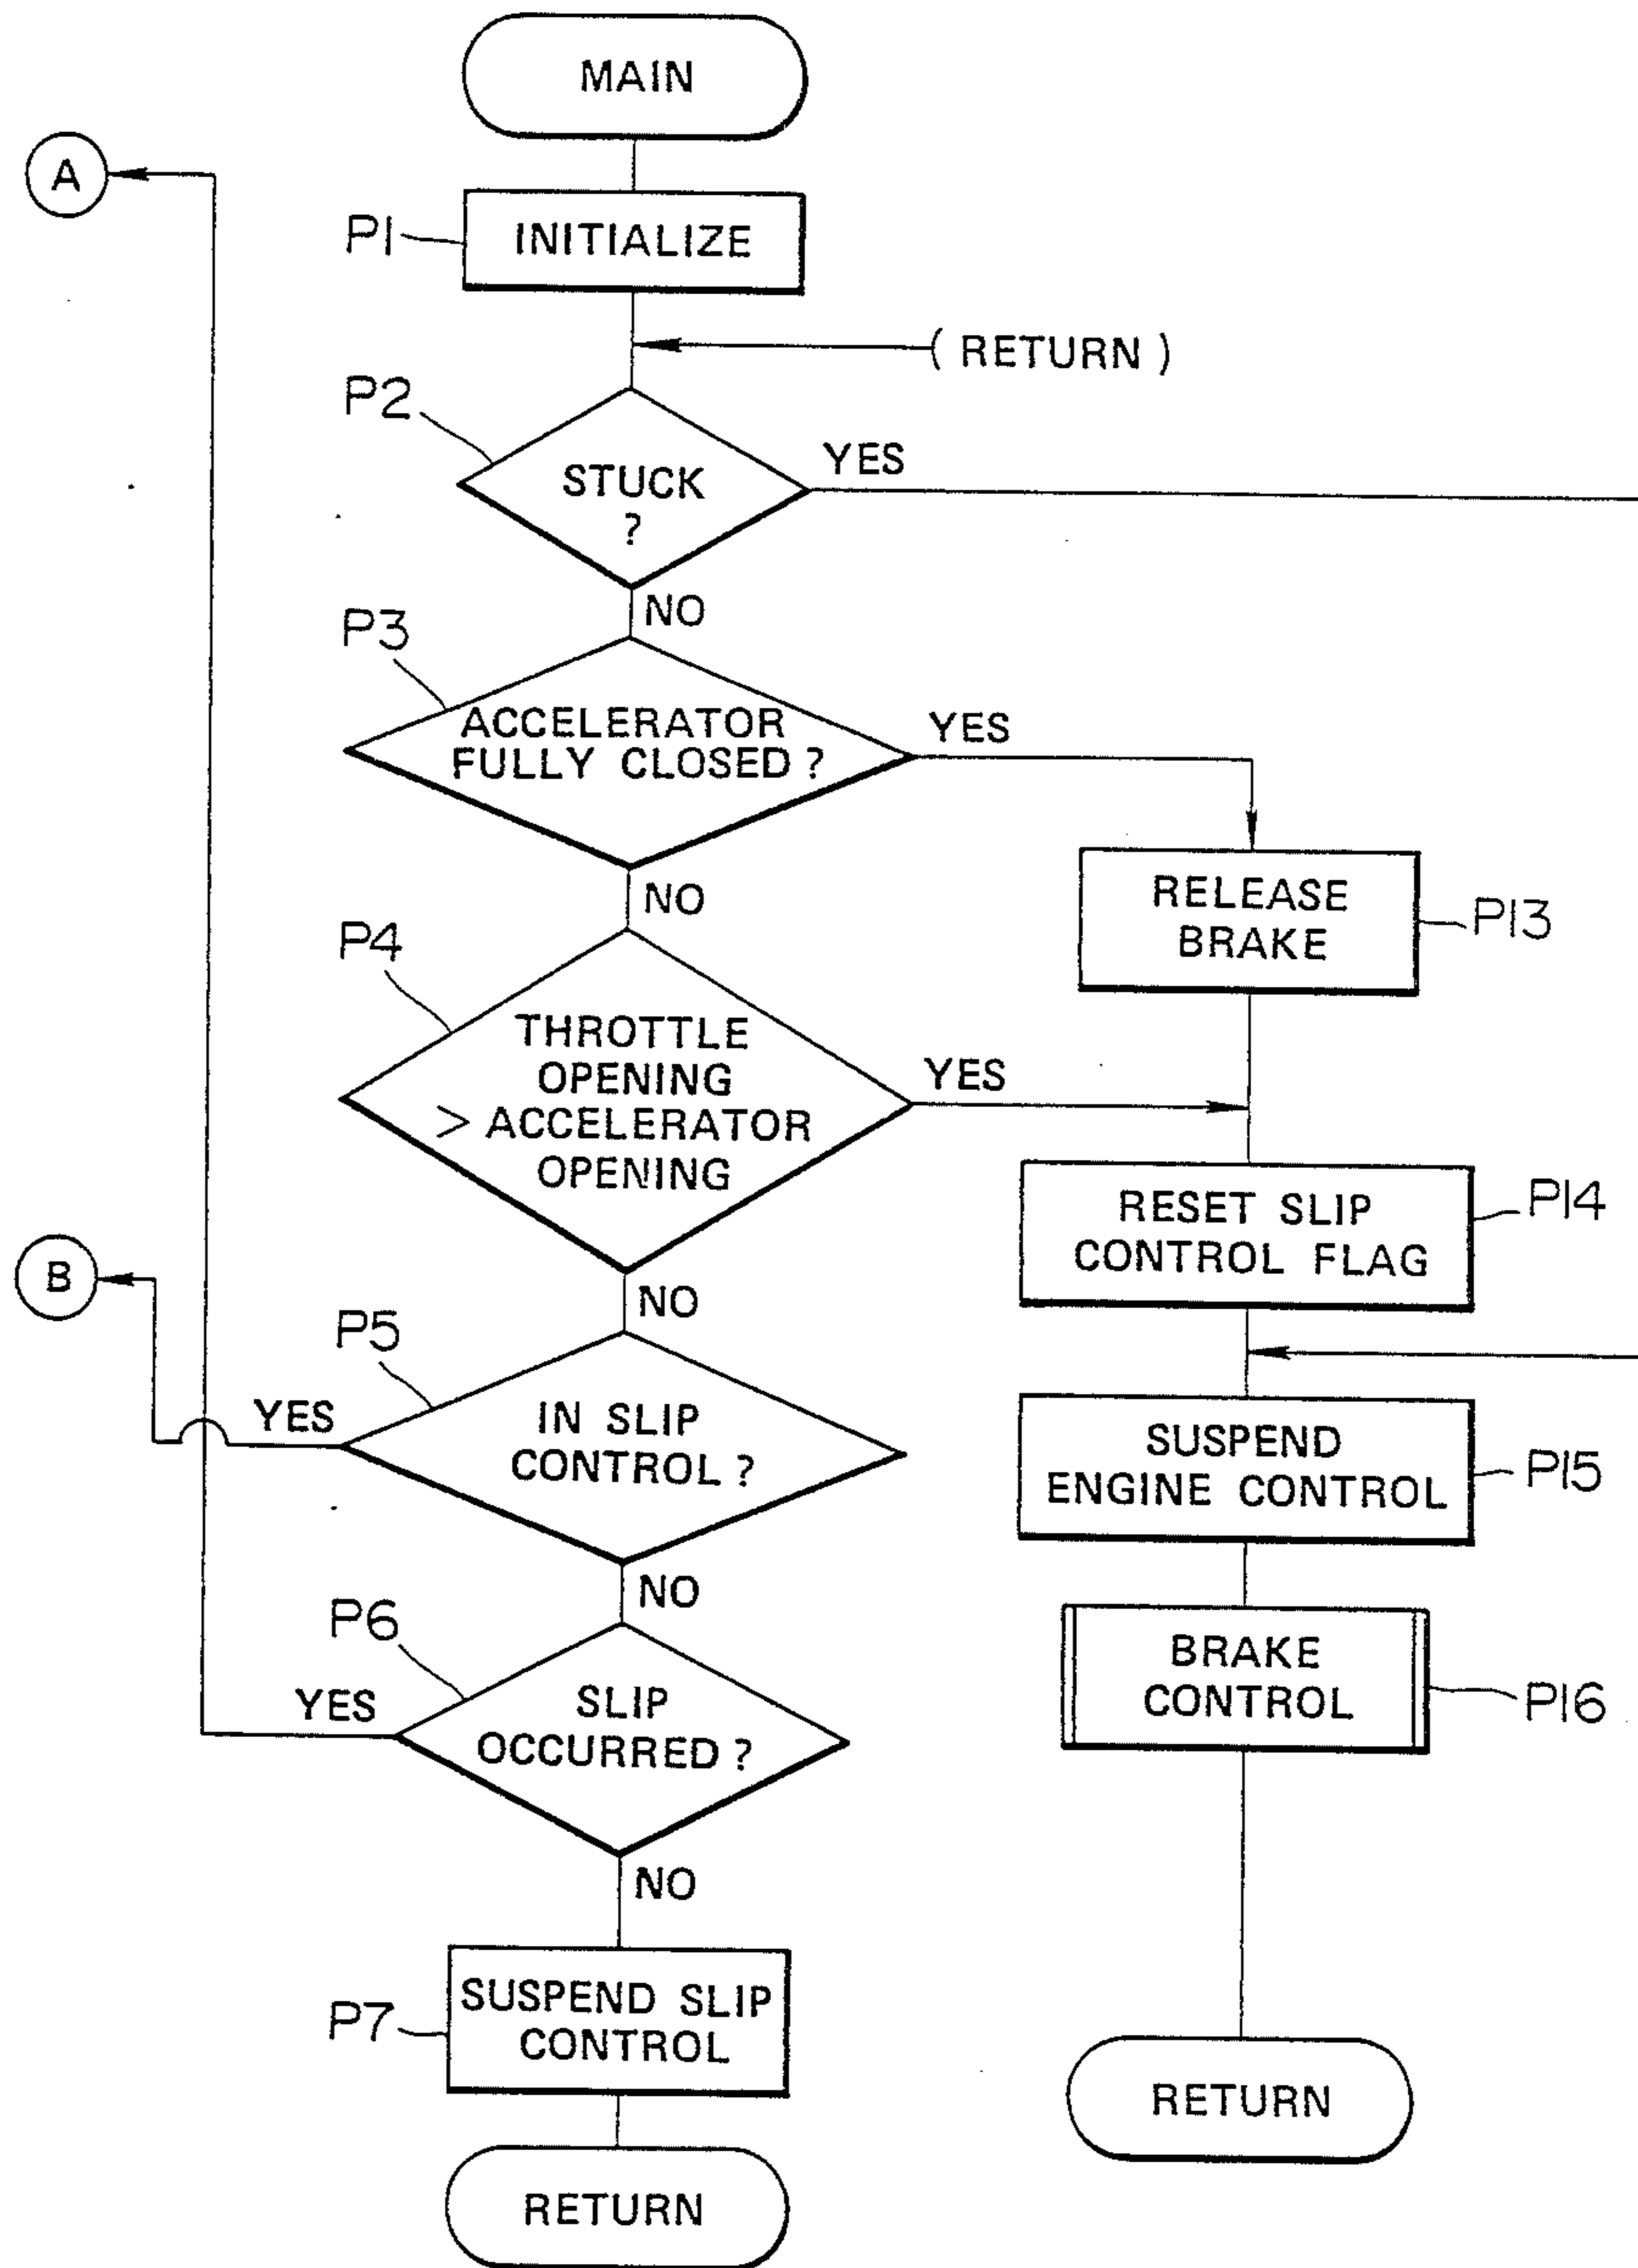 MAIN
A
P1
INITIALIZE
( RETURN )
P2
STUCK
?
YES
NO
P3
ACCELERATOR
FULLY CLOSED ?
YES
NO
RELEASE
BRAKE
P13
P4
THROTTLE
OPENING
> ACCELERATOR
OPENING
YES
NO
RESET SLIP
CONTROL FLAG
P14
B
P5
IN SLIP
CONTROL ?
YES
NO
SUSPEND
ENGINE CONTROL
P15
P6
SLIP
OCCURRED ?
YES
NO
BRAKE
CONTROL
P16
P7
SUSPEND SLIP
CONTROL
RETURN
RETURN